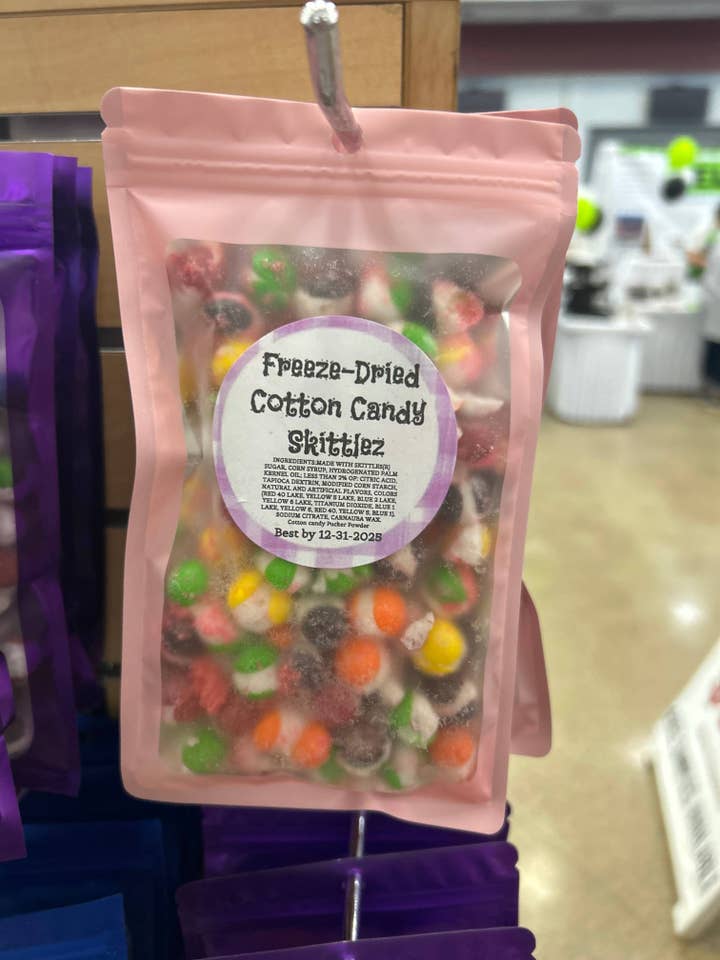 Freeze-Dried
Cotton Candy
Skittlez
INGREDIENTS:MADE WITH SKITTLES(R)
SUGAR, CORN SYRUP, HYDROGENATED PALM
KERNEL OIL; LESS THAN 2% OF: CITRIC ACID,
TAPIOCA DEXTRIN, MODIFIED CORN STARCH,
NATURAL AND ARTIFICIAL FLAVORS, COLORS
(RED 40 LAKE, YELLOW 5 LAKE, BLUE 2 LAKE,
YELLOW 6 LAKE, TITANIUM DIOXIDE, BLUE 1
LAKE, YELLOW 6, RED 40, YELLOW 5, BLUE 1),
SODIUM CITRATE, CARNAUBA WAX.
Cotton candy Pucker Powder
Best by 12-31-2025